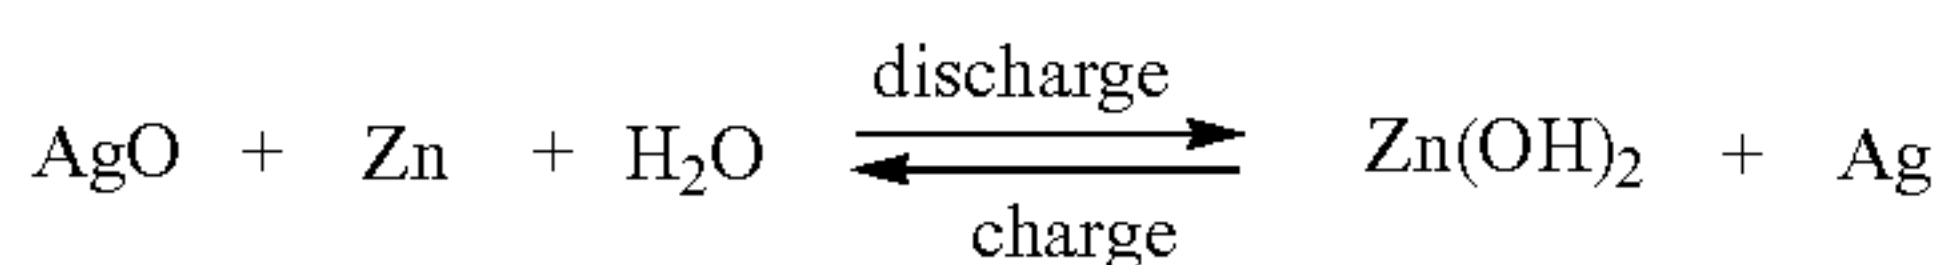 discharge
AgO + Zn + H₂O ⇌ Zn(OH)₂ + Ag
charge